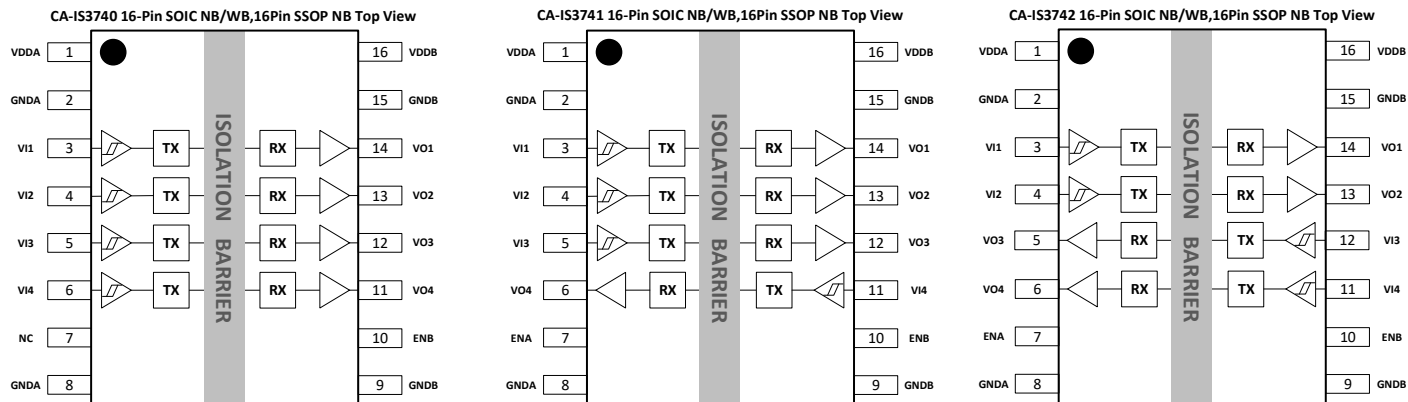 CA-IS3740 16-Pin SOIC NB/WB,16Pin SSOP NB Top View
VDDA 1 16 VDDB
GNDA 2 15 GNDB
VI1 3 TX RX 14 VO1
VI2 4 TX RX 13 VO2
VI3 5 TX RX 12 VO3
VI4 6 TX RX 11 VO4
NC 7 10 ENB
GNDA 8 9 GNDB
ISOLATION BARRIER
CA-IS3741 16-Pin SOIC NB/WB,16Pin SSOP NB Top View
VDDA 1 16 VDDB
GNDA 2 15 GNDB
VI1 3 TX RX 14 VO1
VI2 4 TX RX 13 VO2
VI3 5 TX RX 12 VO3
VO4 6 RX TX 11 VI4
ENA 7 10 ENB
GNDA 8 9 GNDB
ISOLATION BARRIER
CA-IS3742 16-Pin SOIC NB/WB,16Pin SSOP NB Top View
VDDA 1 16 VDDB
GNDA 2 15 GNDB
VI1 3 TX RX 14 VO1
VI2 4 TX RX 13 VO2
VO3 5 RX TX 12 VI3
VO4 6 RX TX 11 VI4
ENA 7 10 ENB
GNDA 8 9 GNDB
ISOLATION BARRIER